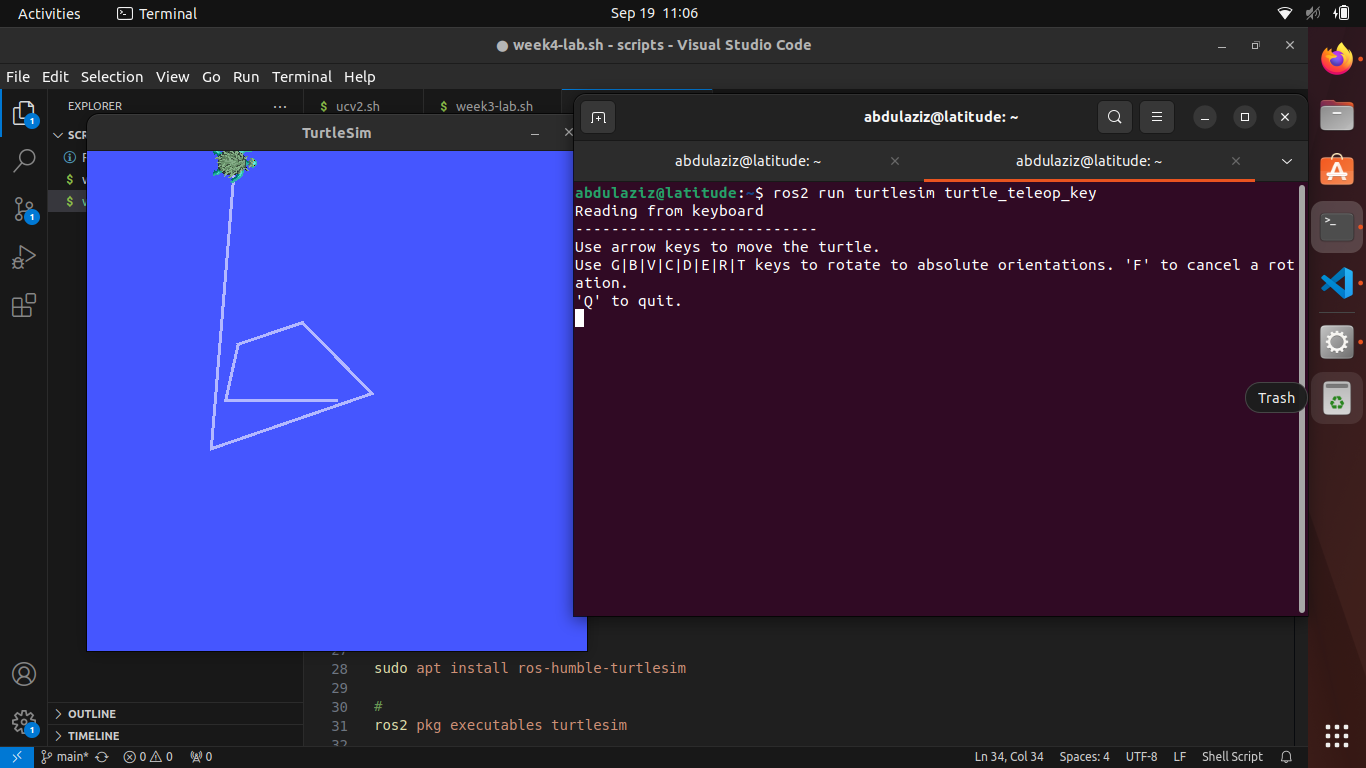 Activities
Terminal
Sep 19 11:06
● week4-lab.sh - scripts - Visual Studio Code
File Edit Selection View Go Run Terminal Help
EXPLORER
ucv2.sh
week3-lab.sh
TurtleSim
abdulaziz@latitude: ~
abdulaziz@latitude: ~
abdulaziz@latitude: ~
abdulaziz@latitude:~$ ros2 run turtlesim turtle_teleop_key
Reading from keyboard
---------------------------
Use arrow keys to move the turtle.
Use G|B|V|C|D|E|R|T keys to rotate to absolute orientations. 'F' to cancel a rot
ation.
'Q' to quit.
Trash
28 sudo apt install ros-humble-turtlesim
29
30 #
31 ros2 pkg executables turtlesim
OUTLINE
TIMELINE
main* 0 0 0 Ln 34, Col 34 Spaces: 4 UTF-8 LF Shell Script